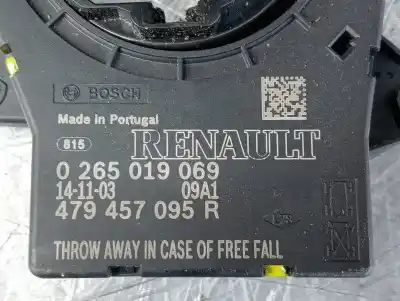 BOSCH
Made in Portugal
815
RENAULT
0 265 019 069
14-11-03 09A1
479 457 095 R
THROW AWAY IN CASE OF FREE FALL